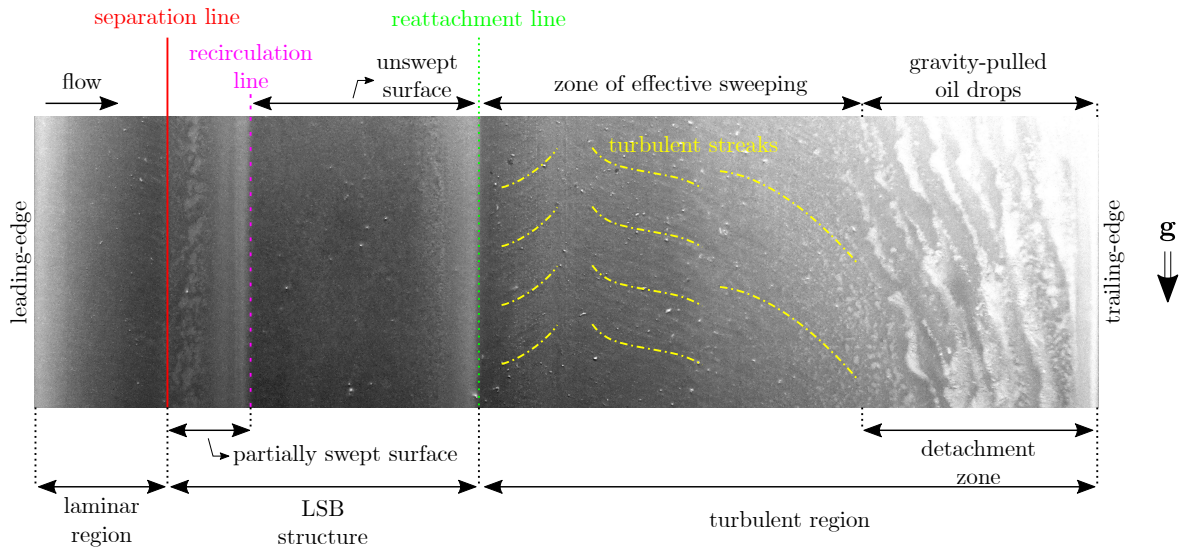 separation line
reattachment line
recirculation
line
flow
unswept
surface
zone of effective sweeping
gravity-pulled
oil drops
turbulent streaks
leading-edge
trailing-edge
g
partially swept surface
detachment
zone
laminar
region
LSB
structure
turbulent region